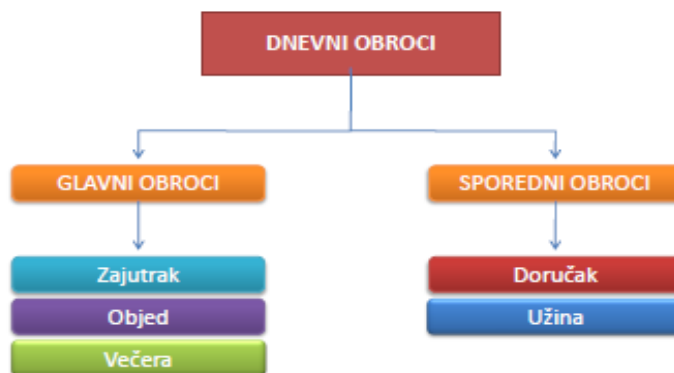 DNEVNI OBROCI
GLAVNI OBROCI
SPOREDNI OBROCI
Zajutrak
Objed
Večera
Doručak
Užina